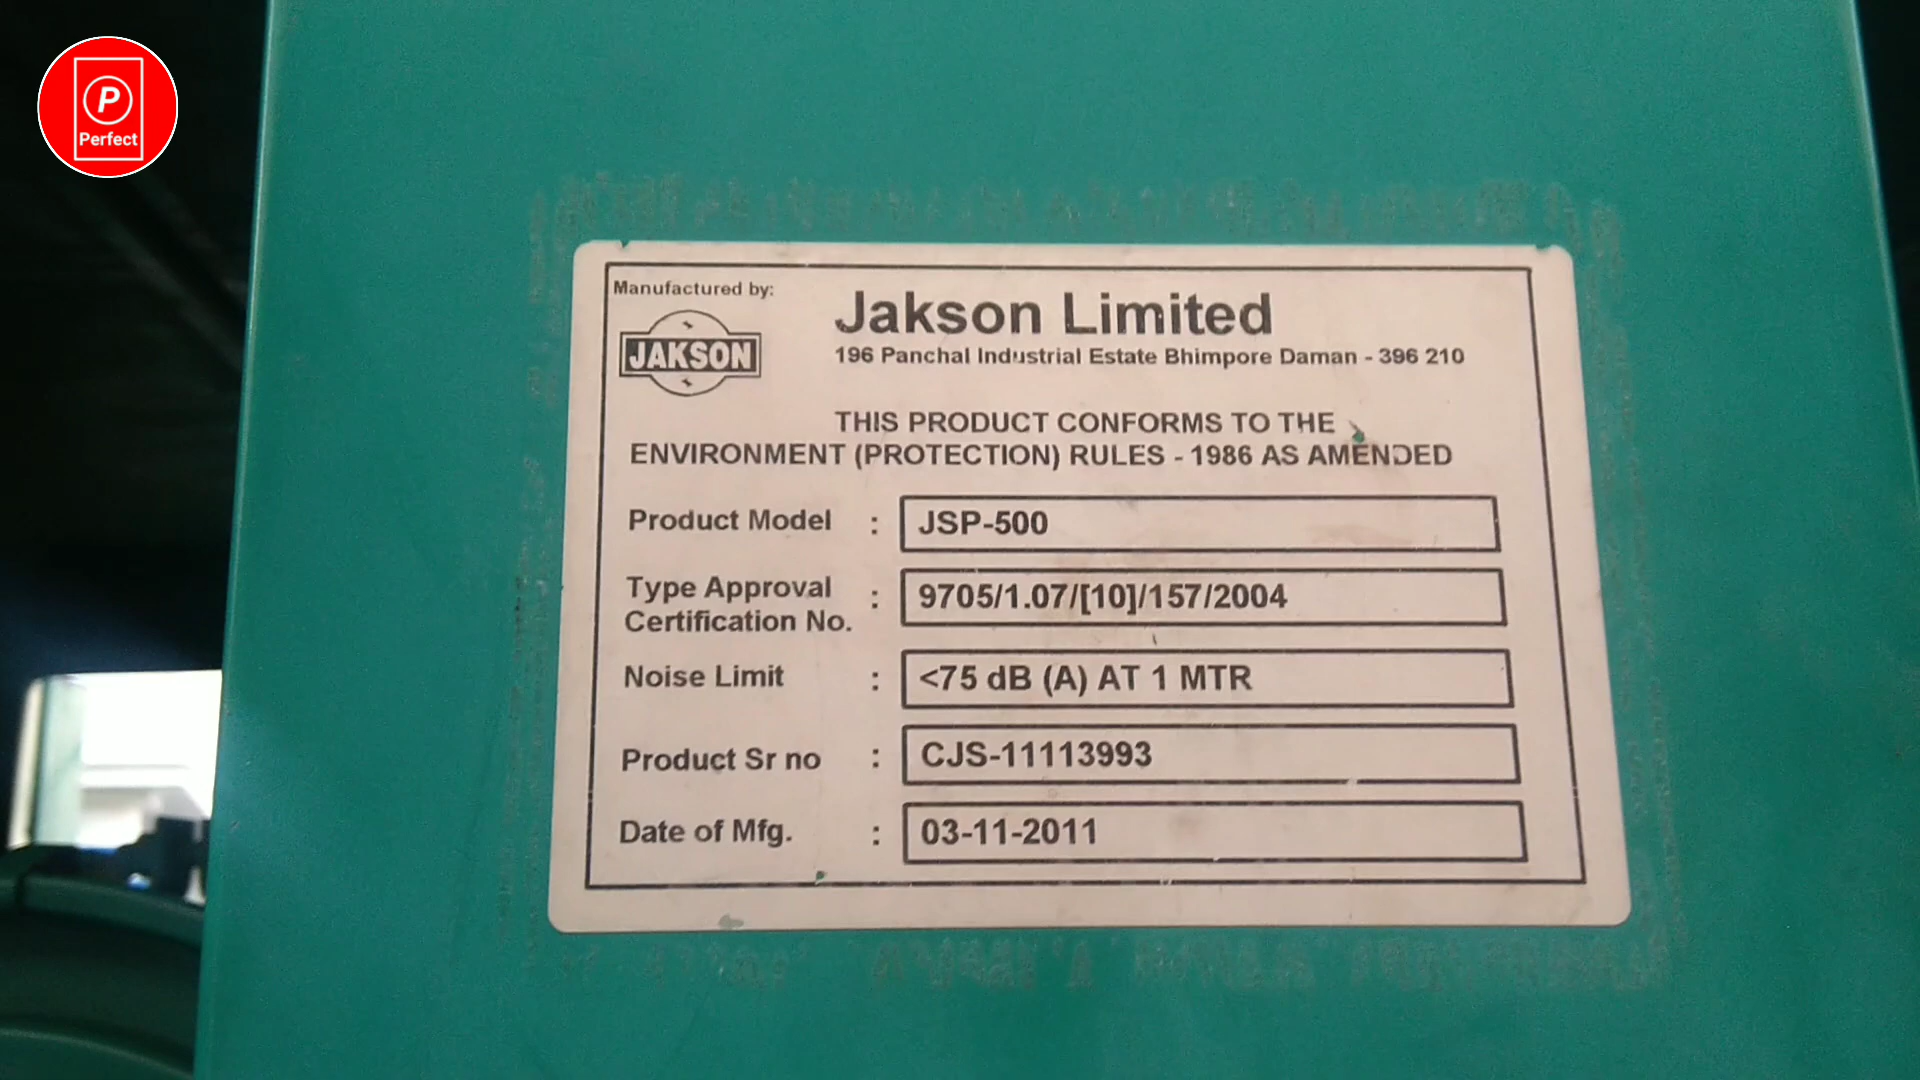 P
Perfect
Manufactured by:
JAKSON
Jakson Limited
196 Panchal Industrial Estate Bhimpore Daman - 396 210
THIS PRODUCT CONFORMS TO THE
ENVIRONMENT (PROTECTION) RULES - 1986 AS AMENDED
Product Model : JSP-500
Type Approval
Certification No. : 9705/1.07/[10]/157/2004
Noise Limit : <75 dB (A) AT 1 MTR
Product Sr no : CJS-11113993
Date of Mfg. : 03-11-2011